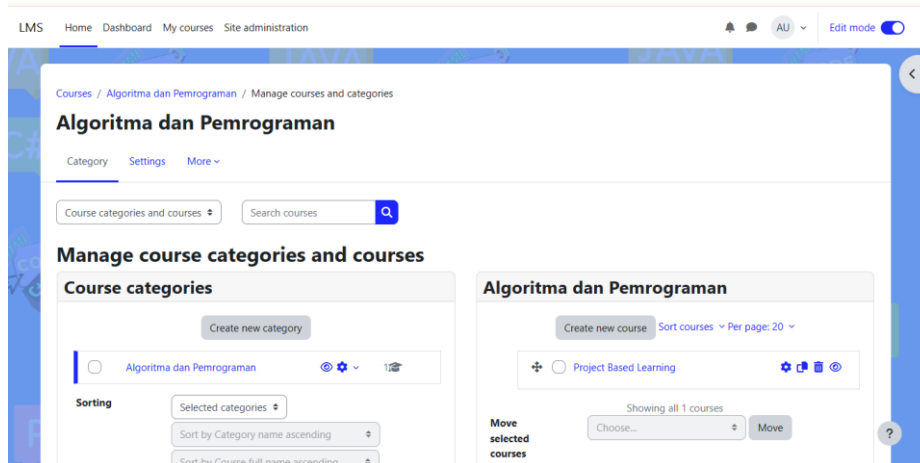 LMS Home Dashboard My courses Site administration AU Edit mode
Courses / Algoritma dan Pemrograman / Manage courses and categories
Algoritma dan Pemrograman
Category Settings More
Course categories and courses Search courses
Manage course categories and courses
Course categories
Create new category
Algoritma dan Pemrograman 1
Sorting
Selected categories
Sort by Category name ascending
Sort by Course full name ascending
Algoritma dan Pemrograman
Create new course Sort courses Per page: 20
Project Based Learning
Showing all 1 courses
Move selected courses
Choose... Move
?
JAVA JAVA
C#